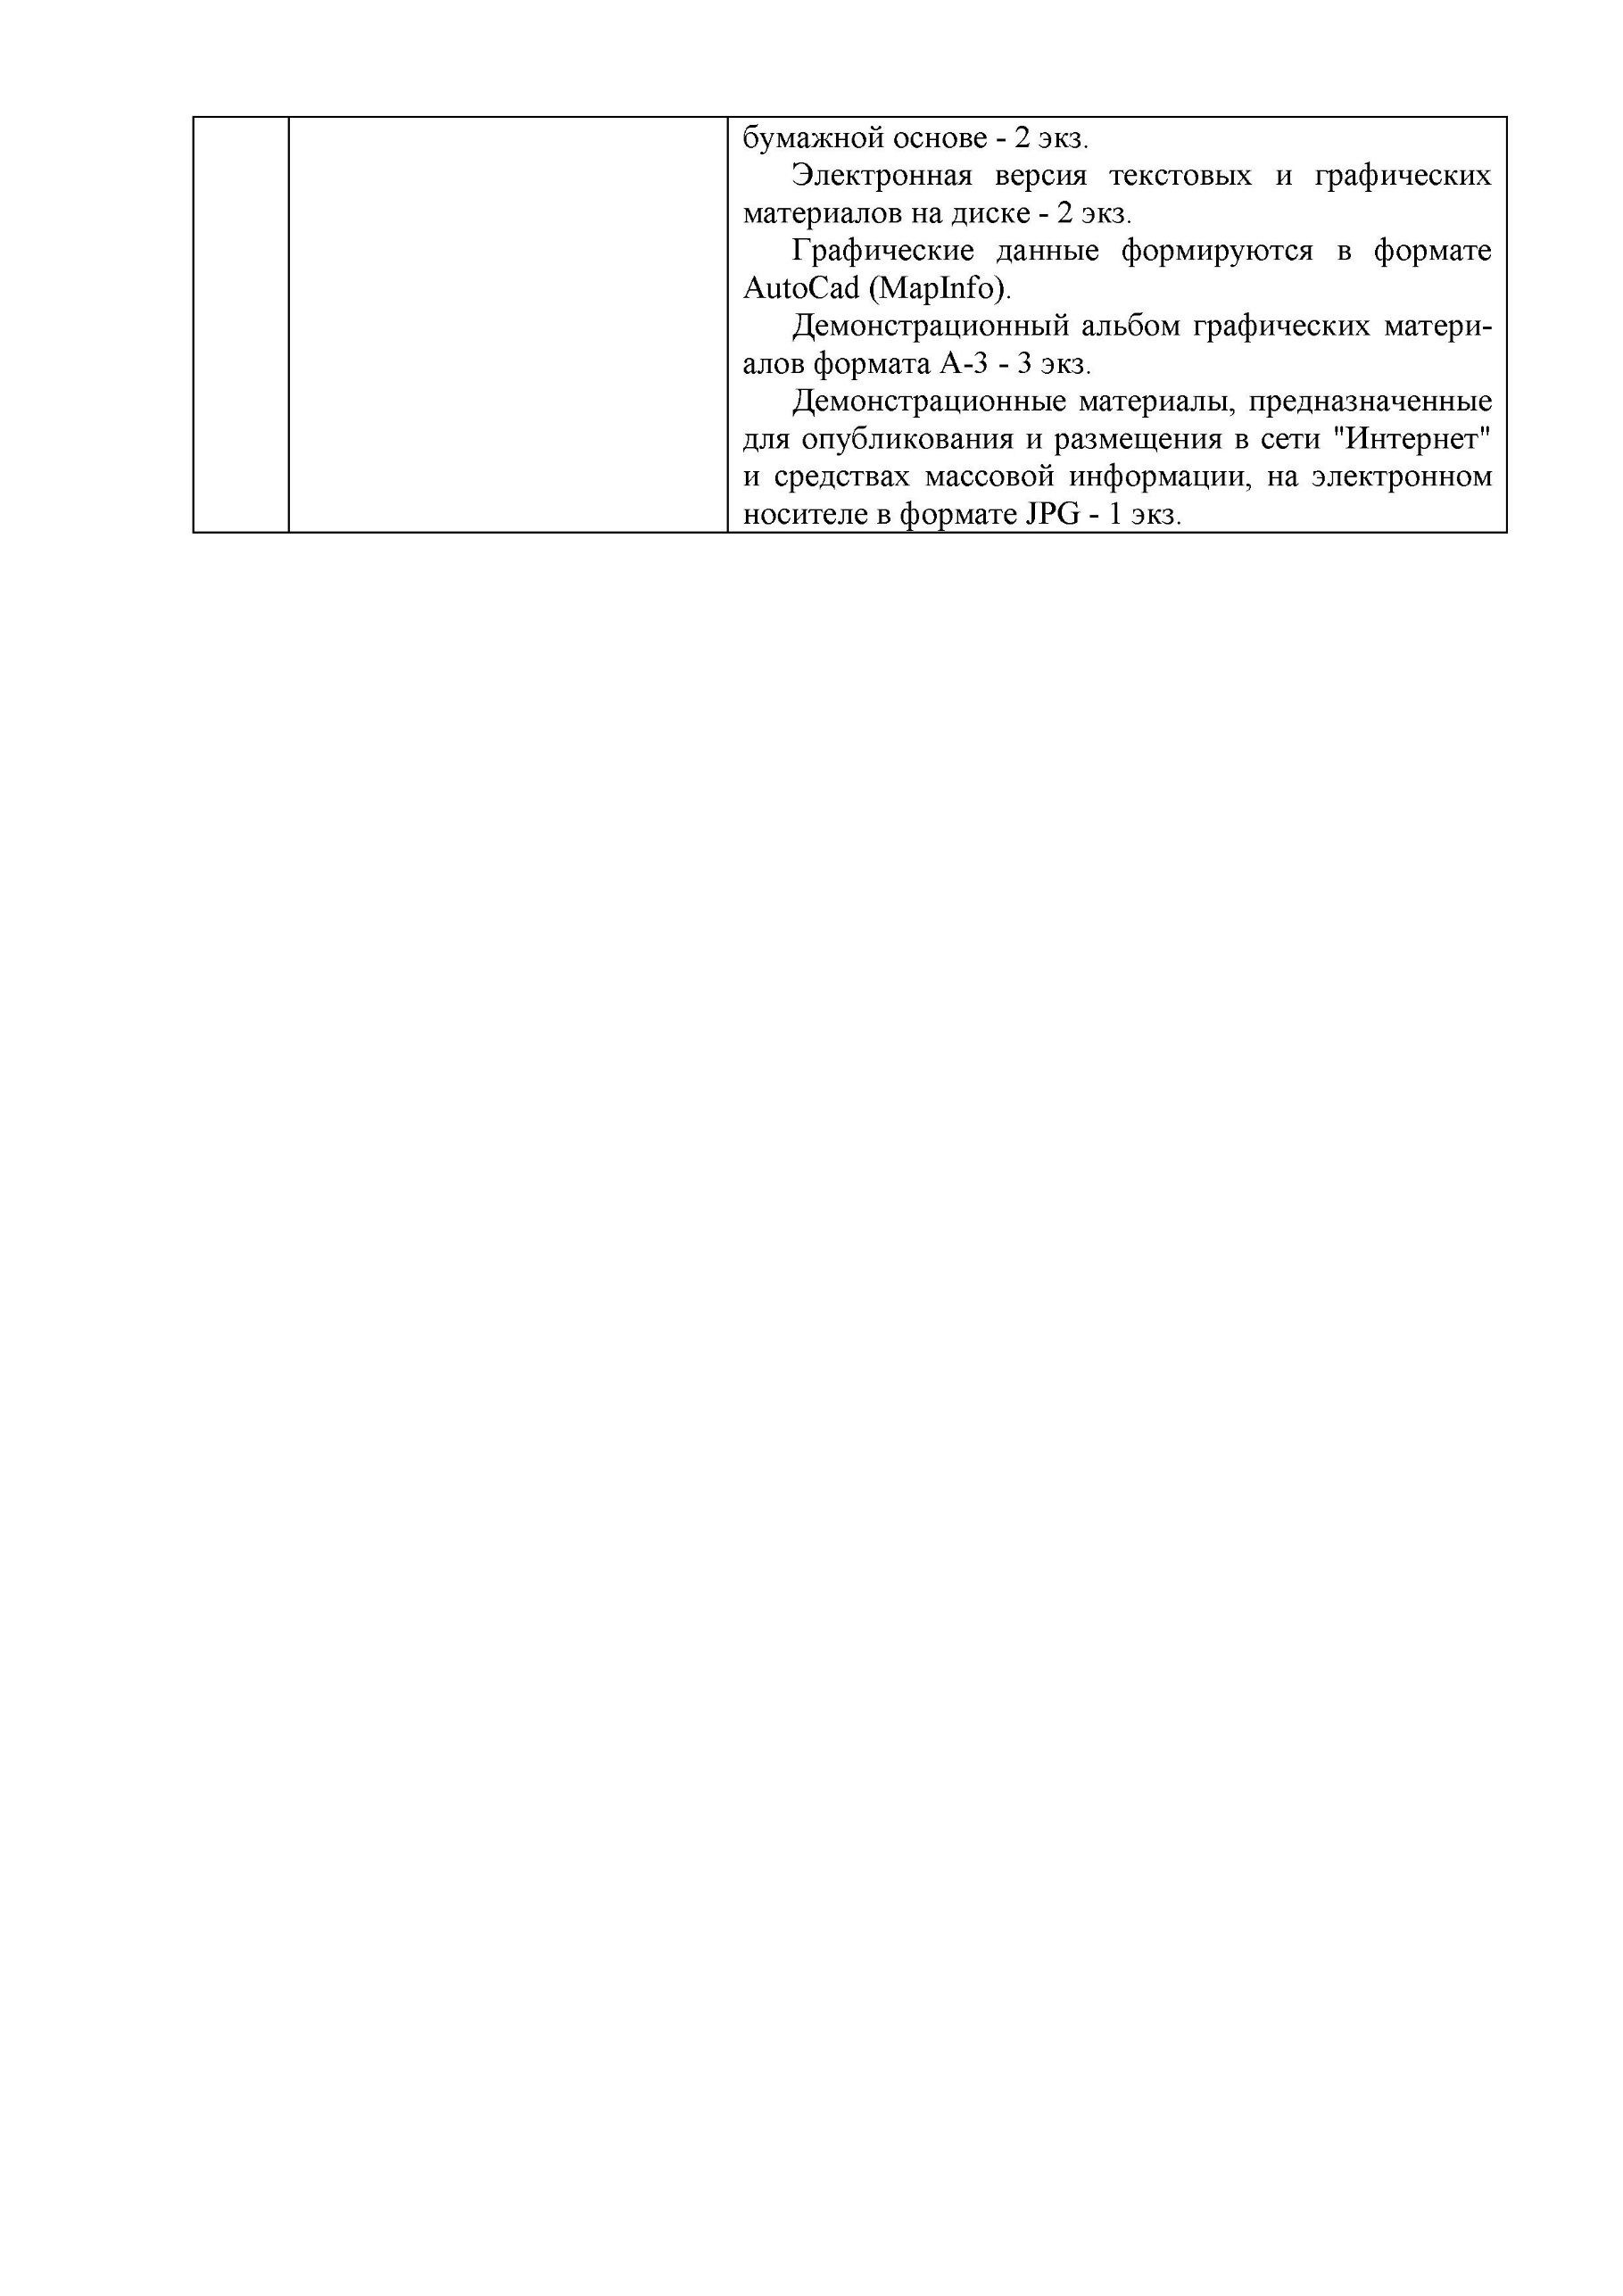 бумажной основе - 2 экз.
Электронная версия текстовых и графических
материалов на диске - 2 экз.
Графические данные формируются в формате
AutoCad (MapInfo).
Демонстрационный альбом графических матери-
алов формата А-3 - 3 экз.
Демонстрационные материалы, предназначенные
для опубликования и размещения в сети "Интернет"
и средствах массовой информации, на электронном
носителе в формате JPG - 1 экз.